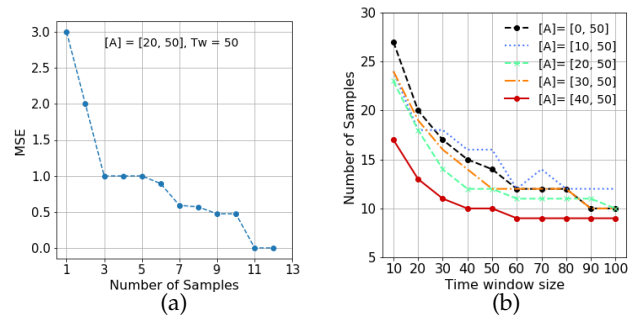 3.0
2.5
2.0
1.5
1.0
0.5
0.0
MSE
[A] = [20, 50], Tw = 50
1 3 5 7 9 11 13
Number of Samples
(a)
30
25
20
15
10
5
Number of Samples
[A]= [0, 50]
[A]= [10, 50]
[A]= [20, 50]
[A]= [30, 50]
[A]= [40, 50]
10 20 30 40 50 60 70 80 90 100
Time window size
(b)